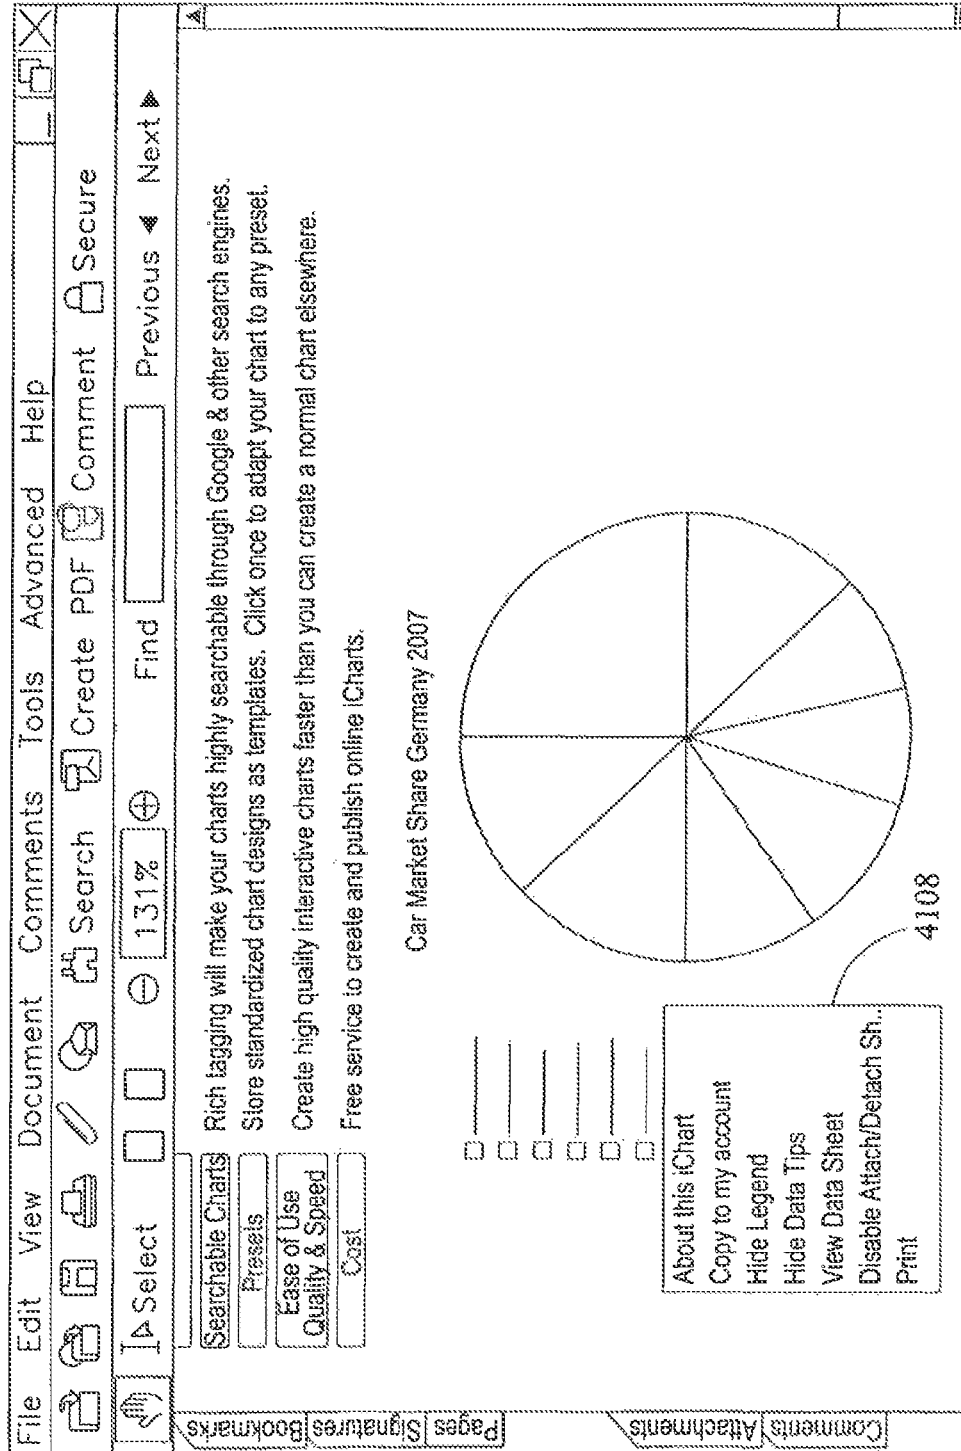 File Edit View Document Comments Tools Advanced Help
Search Create PDF Comment Secure
Select 131% Find Previous Next
Searchable Charts Rich tagging will make your charts highly searchable through Google & other search engines.
Presets Store standardized chart designs as templates. Click once to adapt your chart to any preset.
Ease of Use
Quality & Speed Create high quality interactive charts faster than you can create a normal chart elsewhere.
Cost Free service to create and publish online iCharts.
Bookmarks
Signatures
Pages
Attachments
Comments
Car Market Share Germany 2007
About this iChart
Copy to my account
Hide Legend
Hide Data Tips
View Data Sheet
Disable Attach/Detach Sh..
Print
4108